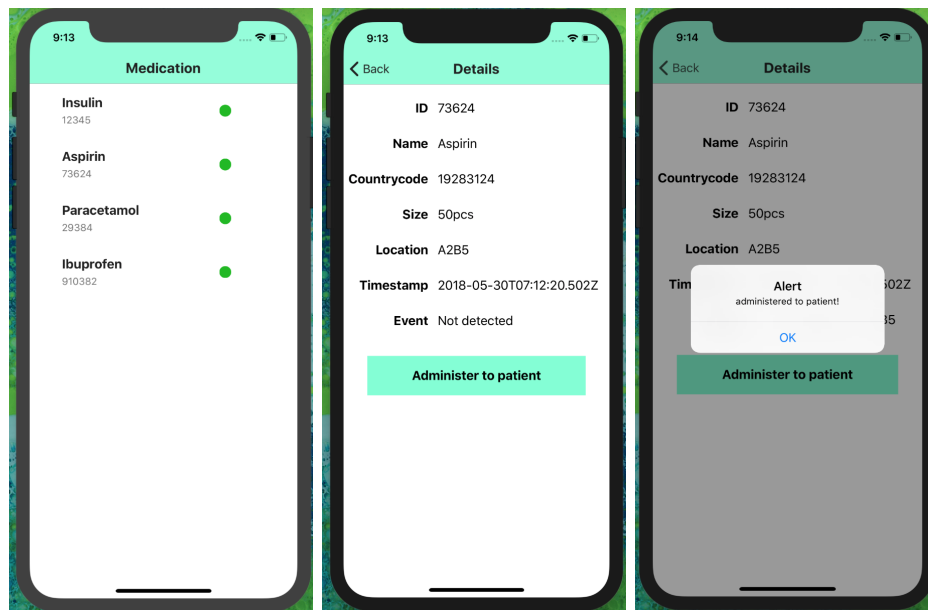 9:13
Medication
Insulin
12345
Aspirin
73624
Paracetamol
29384
Ibuprofen
910382
9:13
Back
Details
ID 73624
Name Aspirin
Countrycode 19283124
Size 50pcs
Location A2B5
Timestamp 2018-05-30T07:12:20.502Z
Event Not detected
Administer to patient
9:14
Back
Details
ID 73624
Name Aspirin
Countrycode 19283124
Size 50pcs
Location A2B5
Alert
administered to patient!
OK
Administer to patient